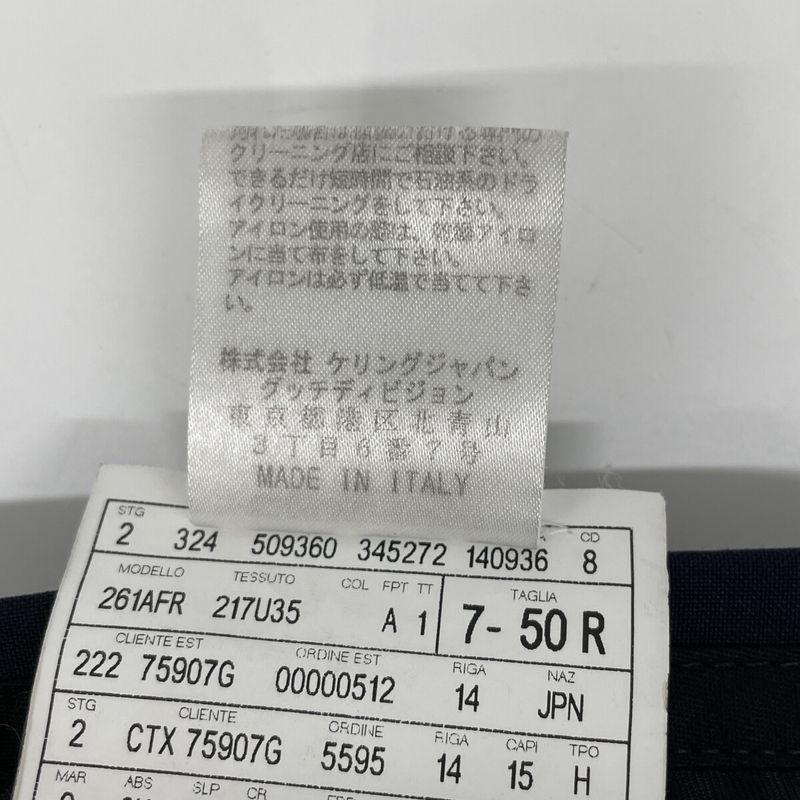 クリーニング店にご相談下さい。
できるだけ短時間で石油系のドラ
イクリーニングをして下さい。
アイロン使用の際は、乾燥アイロ
ンに当て布をして下さい。
アイロンは必ず低温で当てて下さ
い。
株式会社 ケリングジャパン
グッチディビジョン
東京都港区北青山
3丁目6番7号
MADE IN ITALY
STG CD
2 324 509360 345272 140936 8
MODELLO TESSUTO COL FPT TT TAGLIA
261AFR 217U35 A 1 7- 50 R
CLIENTE EST ORDINE EST RIGA NAZ
222 75907G 00000512 14 JPN
STG CLIENTE ORDINE RIGA CAPI TPO
2 CTX 75907G 5595 14 15 H
MAR ABS SLP CR